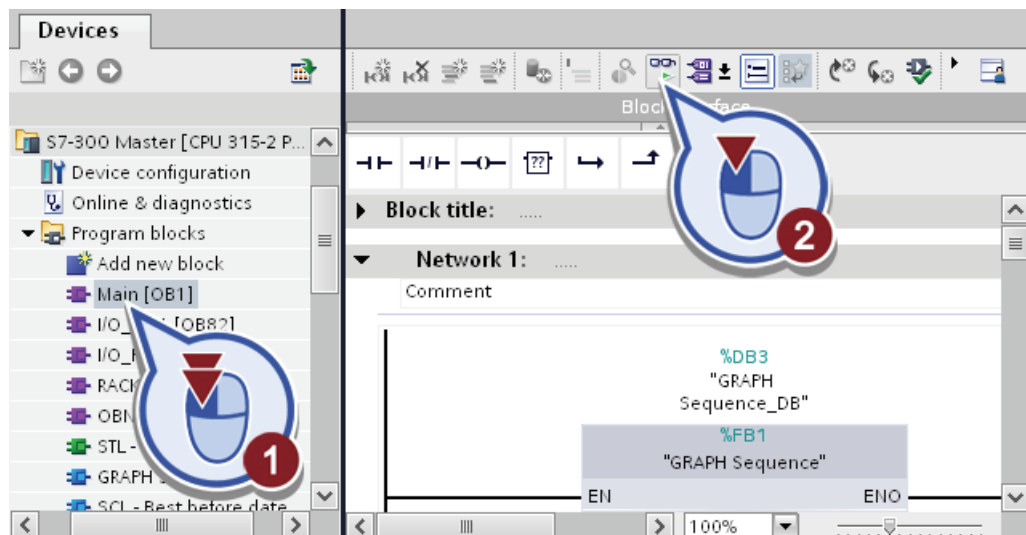 Devices
S7-300 Master [CPU 315-2 P...
Device configuration
Online & diagnostics
Program blocks
Add new block
Main [OB1]
I/O_ [OB82]
I/O_
RACK
OBN
STL -
GRAPH
SCL - Best before date
1
Block
??
2
Block title: .....
Network 1: .....
Comment
%DB3
"GRAPH
Sequence_DB"
%FB1
"GRAPH Sequence"
EN ENO
100%